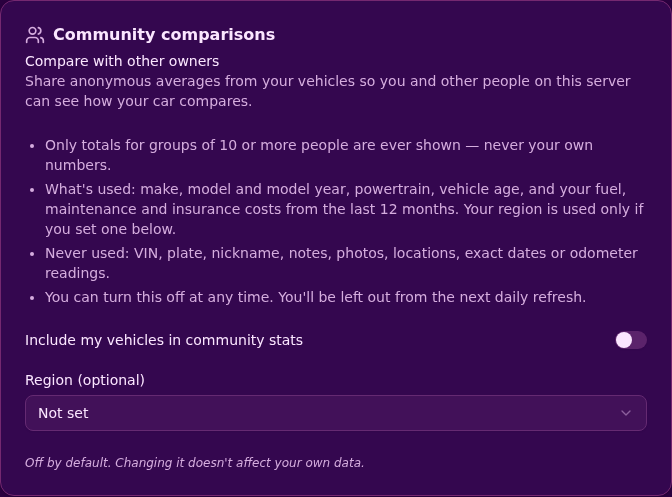 Community comparisons
Compare with other owners
Share anonymous averages from your vehicles so you and other people on this server
can see how your car compares.
• Only totals for groups of 10 or more people are ever shown — never your own
numbers.
• What's used: make, model and model year, powertrain, vehicle age, and your fuel,
maintenance and insurance costs from the last 12 months. Your region is used only if
you set one below.
• Never used: VIN, plate, nickname, notes, photos, locations, exact dates or odometer
readings.
• You can turn this off at any time. You'll be left out from the next daily refresh.
Include my vehicles in community stats
Region (optional)
Not set
Off by default. Changing it doesn't affect your own data.